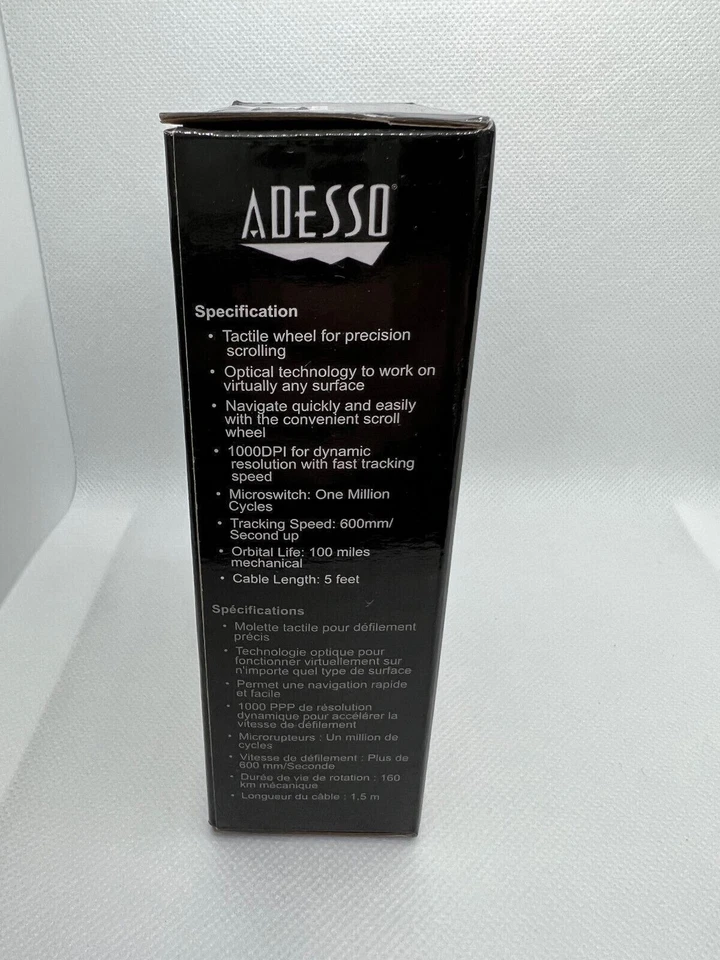 ADESSO®
Specification
• Tactile wheel for precision
scrolling
• Optical technology to work on
virtually any surface
• Navigate quickly and easily
with the convenient scroll
wheel
• 1000DPI for dynamic
resolution with fast tracking
speed
• Microswitch: One Million
Cycles
• Tracking Speed: 600mm/
Second up
• Orbital Life: 100 miles
mechanical
• Cable Length: 5 feet
Spécifications
• Molette tactile pour défilement
précis
• Technologie optique pour
fonctionner virtuellement sur
n'importe quel type de surface
• Permet une navigation rapide
et facile
• 1000 PPP de résolution
dynamique pour accélérer la
vitesse de défilement
• Microrupteurs : Un million de
cycles
• Vitesse de défilement : Plus de
600 mm/Seconde
• Durée de vie de rotation : 160
km mécanique
• Longueur du câble : 1,5 m